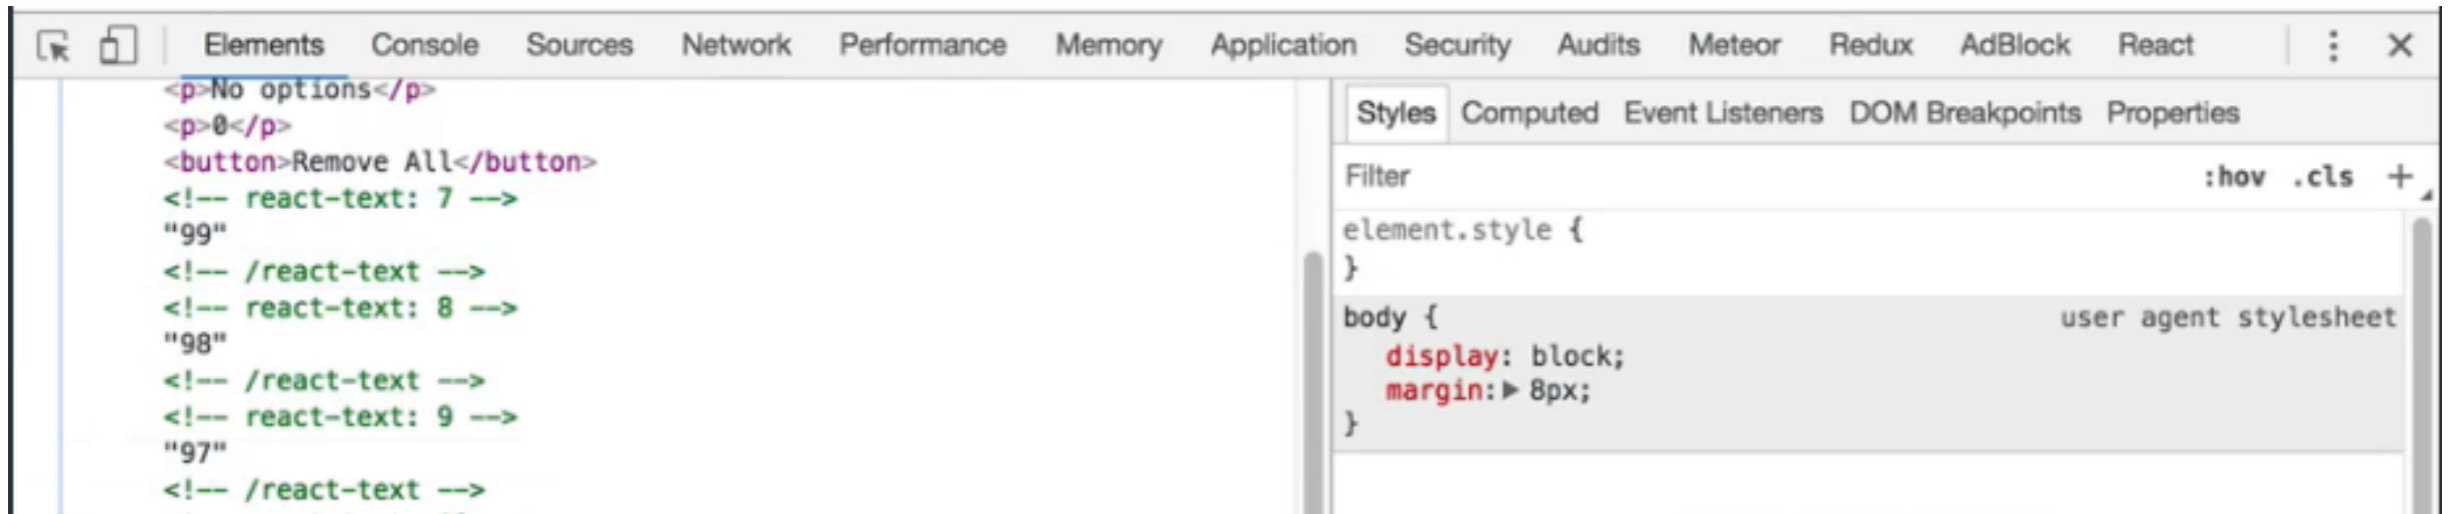 Elements Console Sources Network Performance Memory Application Security Audits Meteor Redux AdBlock React
<p>No options</p>
<p>0</p>
<button>Remove All</button>
<!-- react-text: 7 -->
"99"
<!-- /react-text -->
<!-- react-text: 8 -->
"98"
<!-- /react-text -->
<!-- react-text: 9 -->
"97"
<!-- /react-text -->
Styles Computed Event Listeners DOM Breakpoints Properties
Filter :hov .cls +
element.style {
}
body { user agent stylesheet
display: block;
margin:▶ 8px;
}